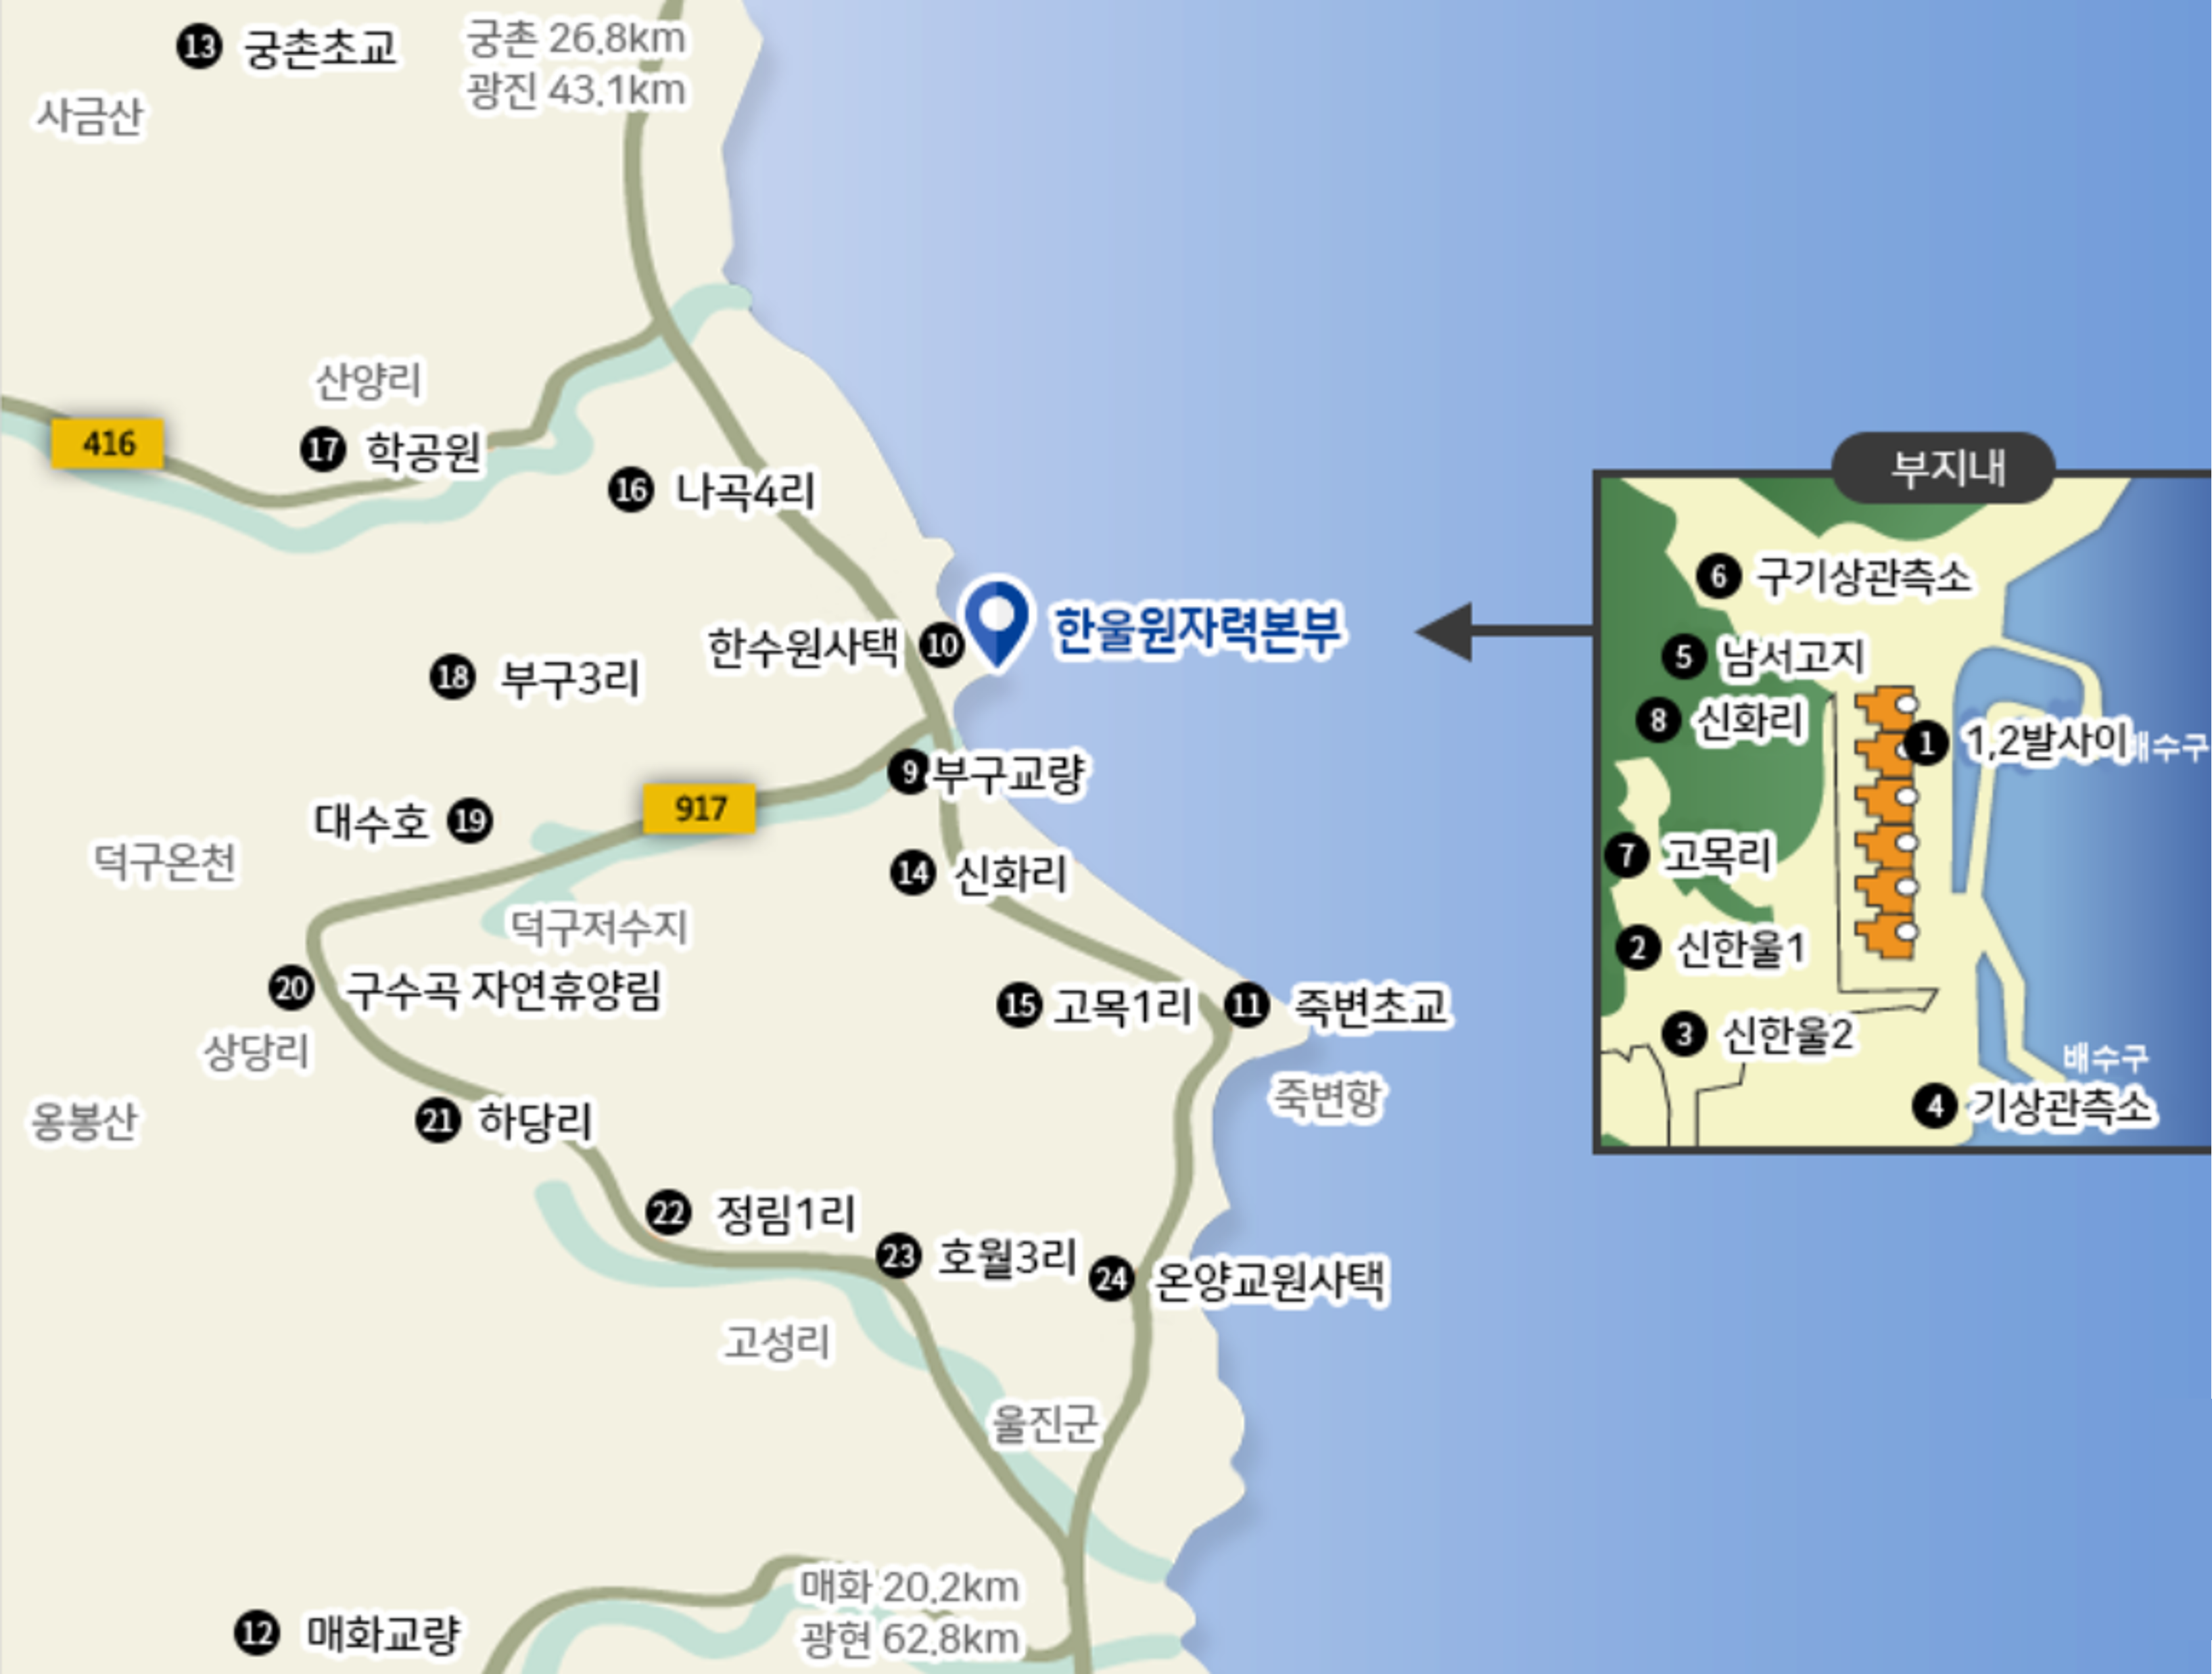 13 궁촌초교
궁촌 26.8km
광진 43.1km
사금산
산양리
416
17 학공원
16 나곡4리
한수원사택 10
한울원자력본부
18 부구3리
9 부구교량
917
대수호 19
덕구온천
14 신화리
덕구저수지
20 구수곡 자연휴양림
15 고목1리
11 죽변초교
상당리
죽변항
옹봉산
21 하당리
22 정림1리
23 호월3리
24 온양교원사택
고성리
울진군
매화 20.2km
광현 62.8km
12 매화교량
부지내
6 구기상관측소
5 남서고지
8 신화리
1 1,2발사이
배수구
7 고목리
2 신한울1
3 신한울2
배수구
4 기상관측소